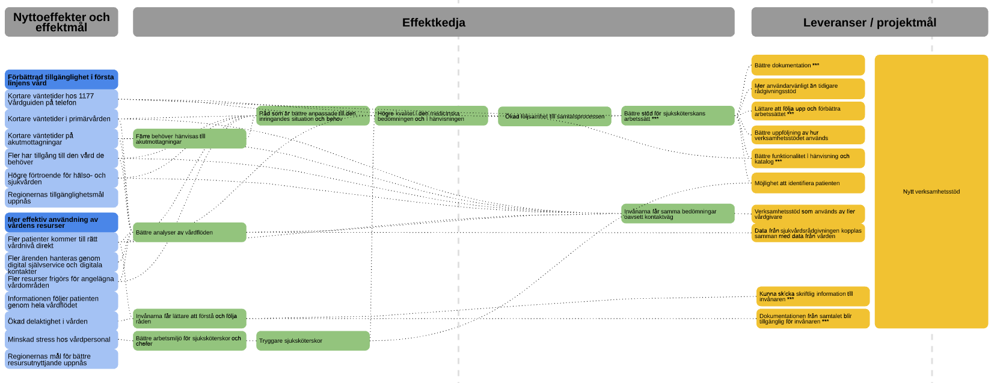 Nyttoeffekter och
effektmål
Effektkedja
Leveranser / projektmål
Förbättrad tillgänglighet i första
linjens vård
Kortare väntetider hos 1177
Vårdguiden på telefon
Kortare väntetider i primärvården
Kortare väntetider på
akutmottagningar
Fler har tillgång till den vård de
behöver
Högre förtroende för hälso- och
sjukvården
Regionernas tillgänglighetsmål
uppnås
Mer effektiv användning av
vårdens resurser
Fler patienter kommer till rätt
vårdnivå direkt
Fler ärenden hanteras genom
digital självservice och digitala
kontakter
Fler resurser frigörs för angelägna
vårdområden
Informationen följer patienten
genom hela vårdflödet
Ökad delaktighet i vården
Minskad stress hos vårdpersonal
Regionernas mål för bättre
resursutnyttjande uppnås
Färre behöver hänvisas till
akutmottagningar
Bättre analyser av vårdflöden
Invånarna får lättare att förstå och följa
råden
Bättre arbetsmiljö för sjuksköterskor och
chefer
Råd som är bättre anpassade till den
inringandes situation och behov
Tryggare sjuksköterskor
Högre kvalitet i den medicinska
bedömningen och i hänvisningen
Ökad följsamhet till samtalsprocessen
Bättre stöd för sjuksköterskans
arbetssätt ***
Invånarna får samma bedömningar
oavsett kontaktväg
Bättre dokumentation ***
Mer användarvänligt än tidigare
rådgivningsstöd
Lättare att följa upp och förbättra
arbetssättet ***
Bättre uppföljning av hur
verksamhetsstödet används
Bättre funktionalitet i hänvisning och
katalog ***
Möjlighet att identifiera patienten
Verksamhetsstöd som används av fler
vårdgivare
Data från sjukvårdsrådgivningen kopplas
samman med data från vården
Kunna skicka skriftlig information till
invånaren ***
Dokumentationen från samtalet blir
tillgänglig för invånaren ***
Nytt verksamhetsstöd